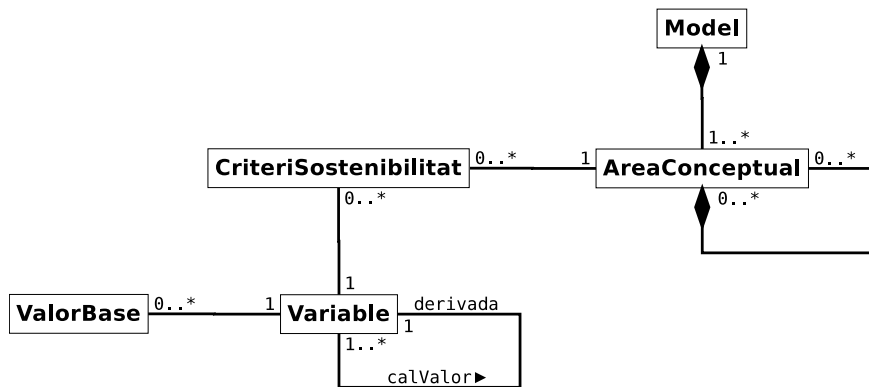 Model
1
1..*
CriteriSostenibilitat
0..*
1
AreaConceptual
0..*
0..*
0..*
1
ValorBase
0..*
1
Variable
derivada
1
1..*
calValor►